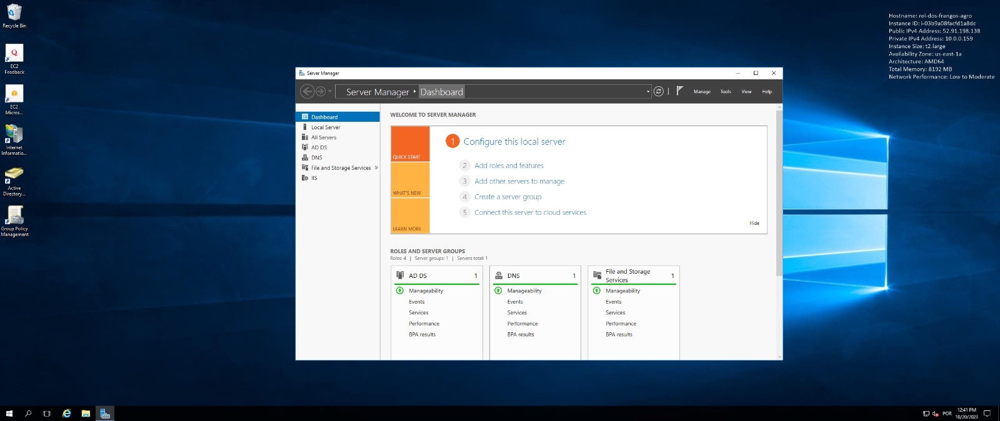 Recycle Bin
EC2
Feedback
EC2
Micros...
Internet
Informatio...
Active
Directory...
Group Policy
Management
Hostname: rei-dos-frangos-agro
Instance ID: i-03b9a08facfd1a8dc
Public IPv4 Address: 52.91.198.138
Private IPv4 Address: 10.0.0.159
Instance Size: t2.large
Availability Zone: us-east-1a
Architecture: AMD64
Total Memory: 8192 MB
Network Performance: Low to Moderate
Server Manager
Server Manager Dashboard
Manage Tools View Help
Dashboard
Local Server
All Servers
AD DS
DNS
File and Storage Services
IIS
WELCOME TO SERVER MANAGER
QUICK START
WHAT'S NEW
LEARN MORE
1 Configure this local server
2 Add roles and features
3 Add other servers to manage
4 Create a server group
5 Connect this server to cloud services
Hide
ROLES AND SERVER GROUPS
Roles: 4 | Server groups: 1 | Servers total: 1
AD DS 1
Manageability
Events
Services
Performance
BPA results
DNS 1
Manageability
Events
Services
Performance
BPA results
File and Storage
Services 1
Manageability
Events
Services
Performance
BPA results
POR
12:41 PM
10/20/2023